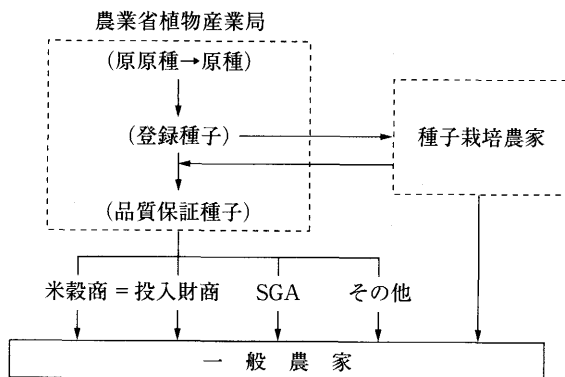 農業省植物産業局
(原原種→原種)
(登録種子)
種子栽培農家
(品質保証種子)
米穀商=投入財商 SGA その他
一般農家